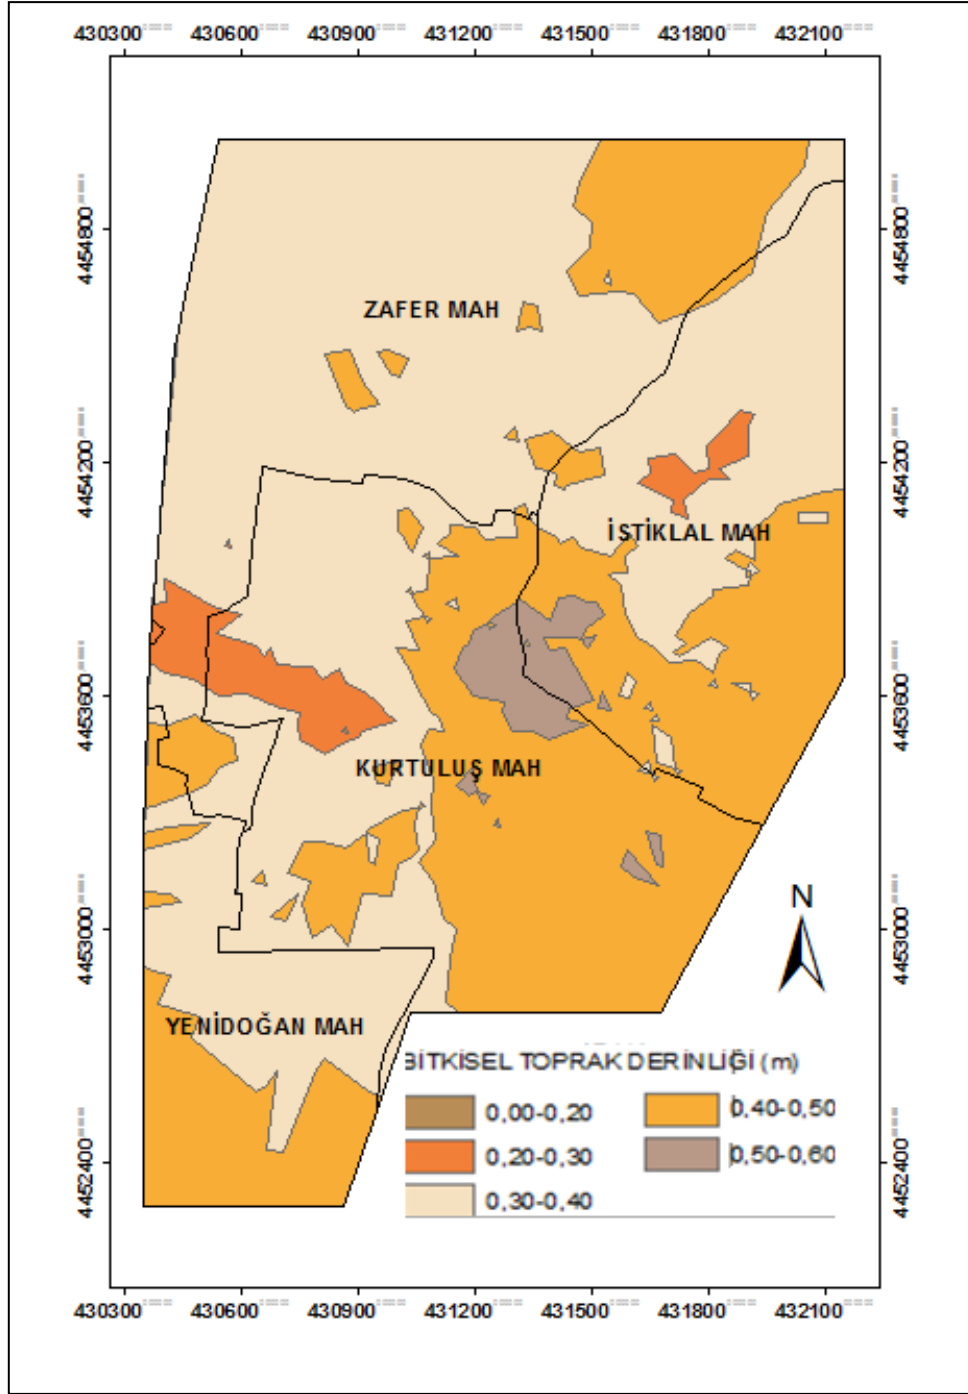 430300 430600 430900 431200 431500 431800 432100
4454800 4454800
ZAFER MAH
4454200 4454200
İSTİKLAL MAH
4453600 4453600
KURTULUŞ MAH
N
4453000 4453000
YENİDOĞAN MAH
BİTKİSEL TOPRAK DERİNLİĞİ (m)
0,00-0,20 0,40-0,50
0,20-0,30 0,50-0,60
0,30-0,40
4452400 4452400
430300 430600 430900 431200 431500 431800 432100